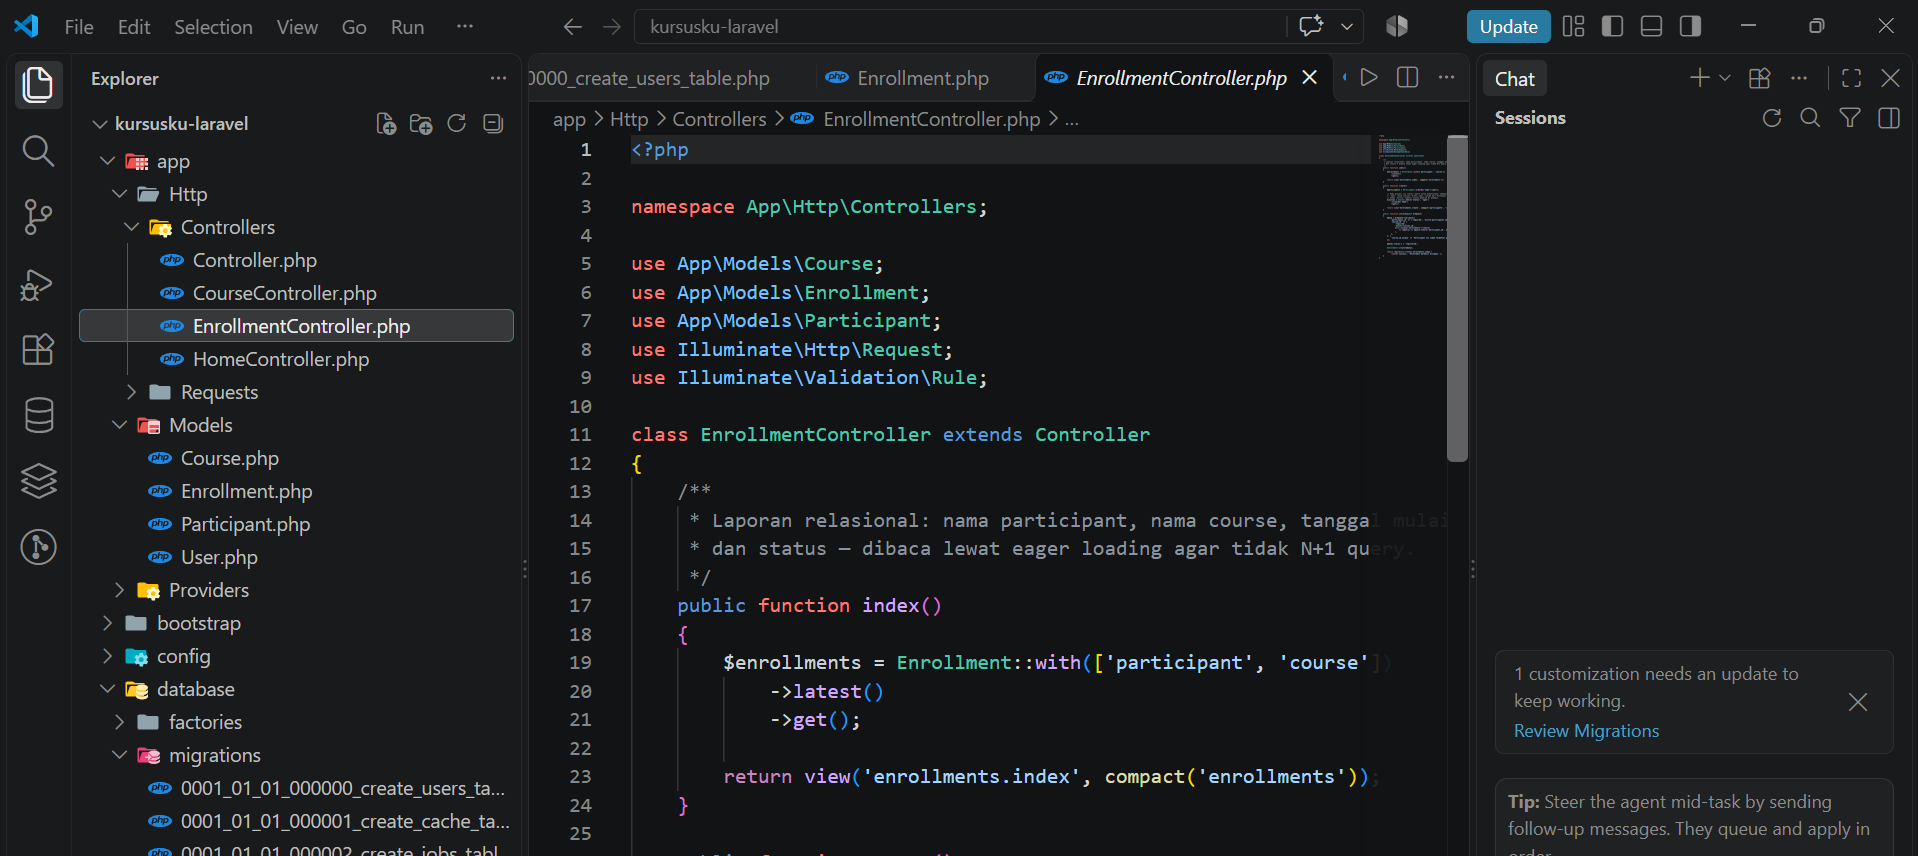 File Edit Selection View Go Run ···
kursusku-laravel
Update
Explorer
kursusku-laravel
app
Http
Controllers
Controller.php
CourseController.php
EnrollmentController.php
HomeController.php
Requests
Models
Course.php
Enrollment.php
Participant.php
User.php
Providers
bootstrap
config
database
factories
migrations
0001_01_01_000000_create_users_ta...
0001_01_01_000001_create_cache_ta...
0001_01_01_000002_create_jobs_tabl
0000_create_users_table.php
Enrollment.php
EnrollmentController.php
app > Http > Controllers > EnrollmentController.php > ...
1 <?php
2
3 namespace App\Http\Controllers;
4
5 use App\Models\Course;
6 use App\Models\Enrollment;
7 use App\Models\Participant;
8 use Illuminate\Http\Request;
9 use Illuminate\Validation\Rule;
10
11 class EnrollmentController extends Controller
12 {
13 /**
14 * Laporan relasional: nama participant, nama course, tanggal mulai
15 * dan status — dibaca lewat eager loading agar tidak N+1 query.
16 */
17 public function index()
18 {
19 $enrollments = Enrollment::with(['participant', 'course'])
20 ->latest()
21 ->get();
22
23 return view('enrollments.index', compact('enrollments'));
24 }
25
Chat
Sessions
1 customization needs an update to
keep working.
Review Migrations
Tip: Steer the agent mid-task by sending
follow-up messages. They queue and apply in
order